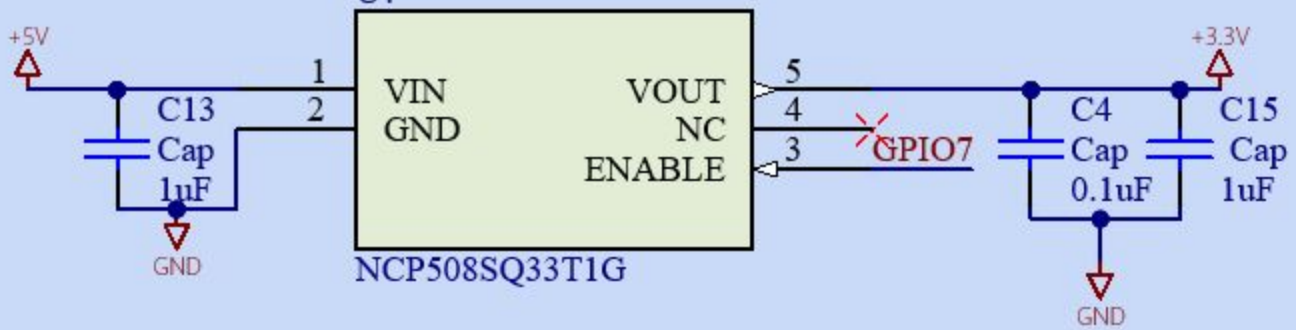 +5V
C13
Cap
1uF
GND
1
2
VIN
GND
VOUT
NC
ENABLE
5
4
3
GPIO7
NCP508SQ33T1G
+3.3V
C4
Cap
0.1uF
C15
Cap
1uF
GND